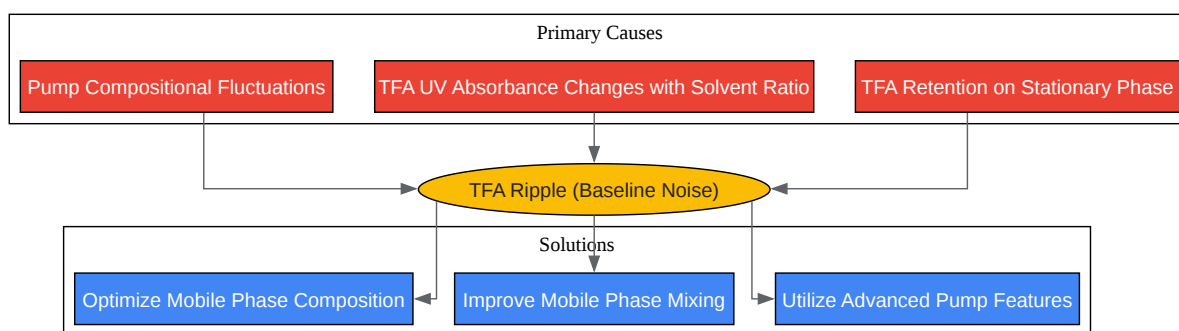 Primary Causes
Pump Compositional Fluctuations
TFA UV Absorbance Changes with Solvent Ratio
TFA Retention on Stationary Phase
TFA Ripple (Baseline Noise)
Solutions
Optimize Mobile Phase Composition
Improve Mobile Phase Mixing
Utilize Advanced Pump Features